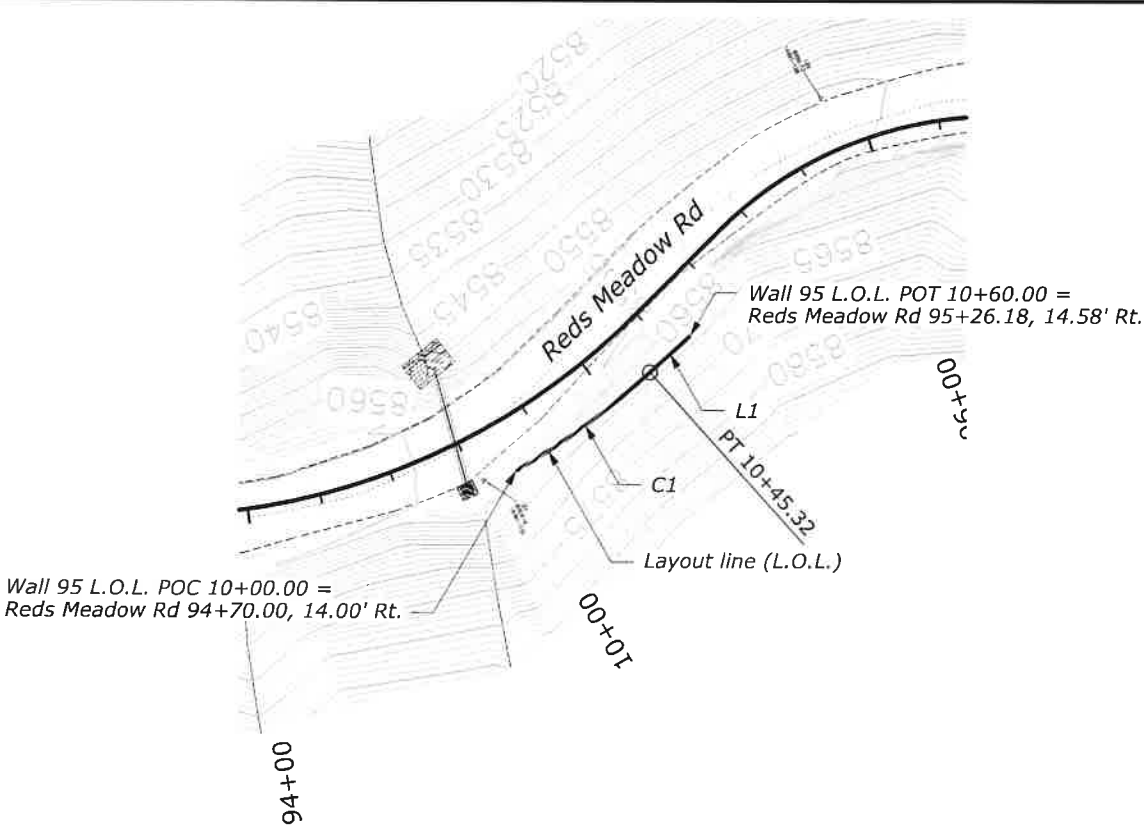 8520
8525
8530
8535
8540
8545
8550
8560
8565
8560
8570
8580
Reds Meadow Rd
Wall 95 L.O.L. POT 10+60.00 =
Reds Meadow Rd 95+26.18, 14.58' Rt.
L1
PT 10+45.32
C1
Layout line (L.O.L.)
Wall 95 L.O.L. POC 10+00.00 =
Reds Meadow Rd 94+70.00, 14.00' Rt.
10+00
94+00